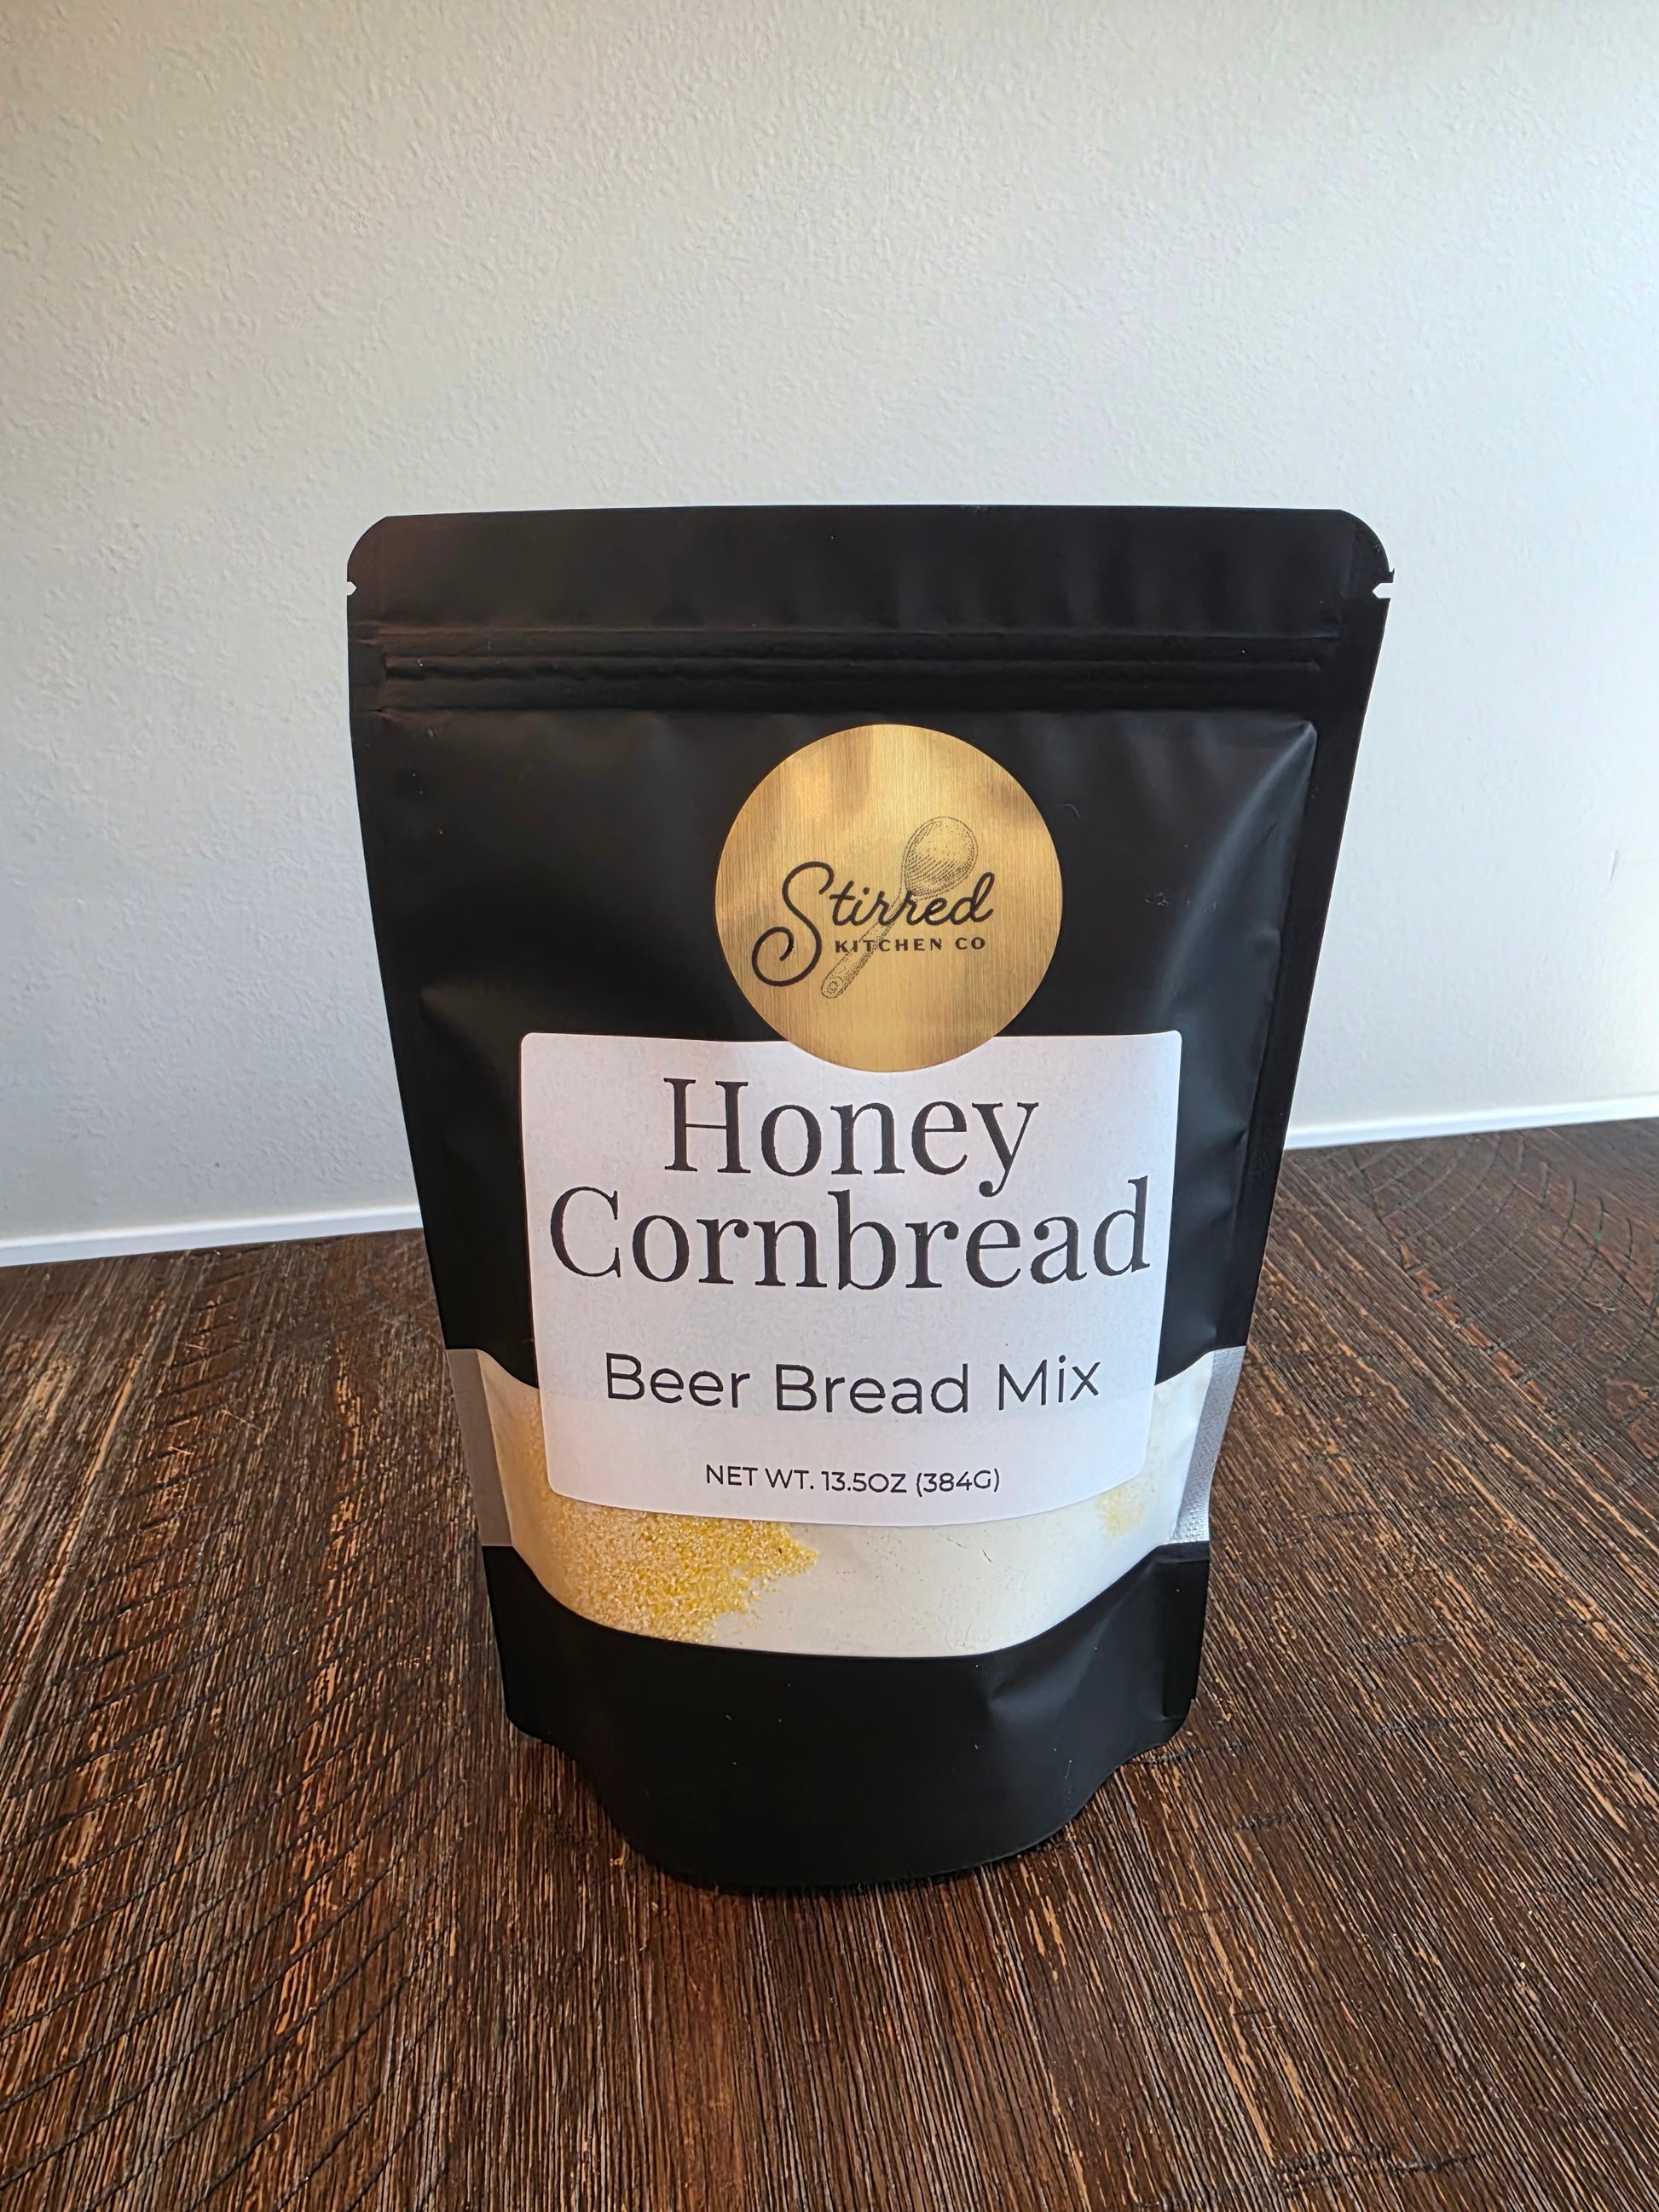 Stirred
KITCHEN CO
Honey
Cornbread
Beer Bread Mix
NET WT. 13.5OZ (384G)